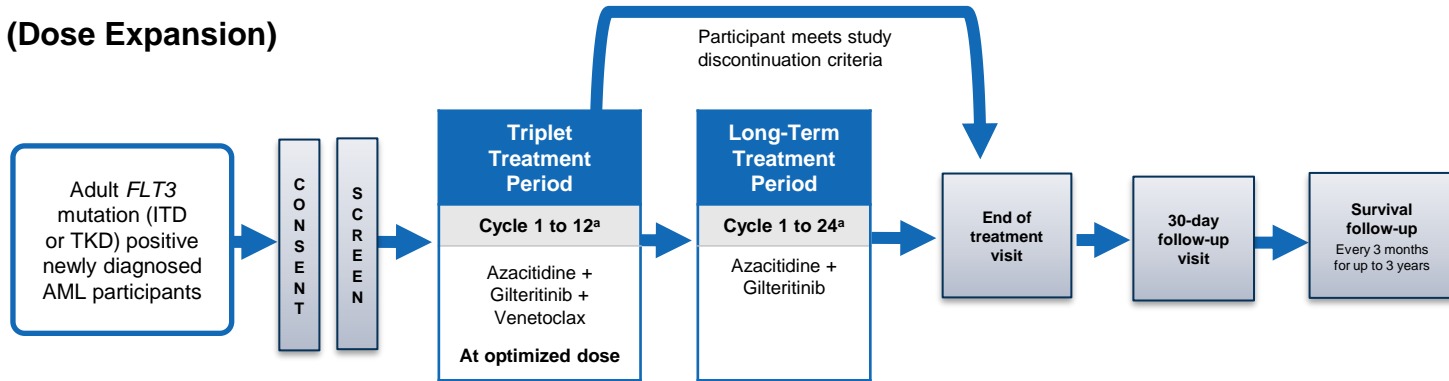 (Dose Expansion)
Participant meets study
discontinuation criteria
Adult FLT3
mutation (ITD
or TKD) positive
newly diagnosed
AML participants
CONSENT
SCREEN
Triplet
Treatment
Period
Cycle 1 to 12ᵃ
Azacitidine +
Gilteritinib +
Venetoclax
At optimized dose
Long-Term
Treatment
Period
Cycle 1 to 24ᵃ
Azacitidine +
Gilteritinib
End of
treatment
visit
30-day
follow-up
visit
Survival
follow-up
Every 3 months
for up to 3 years